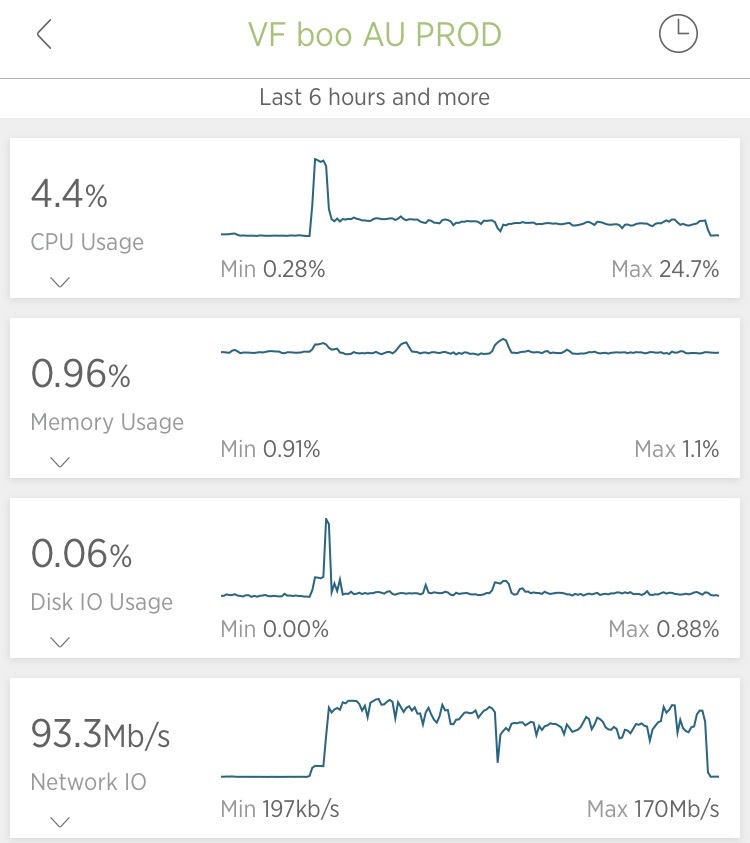 VF boo AU PROD
Last 6 hours and more
4.4%
CPU Usage
Min 0.28%
Max 24.7%
0.96%
Memory Usage
Min 0.91%
Max 1.1%
0.06%
Disk IO Usage
Min 0.00%
Max 0.88%
93.3Mb/s
Network IO
Min 197kb/s
Max 170Mb/s